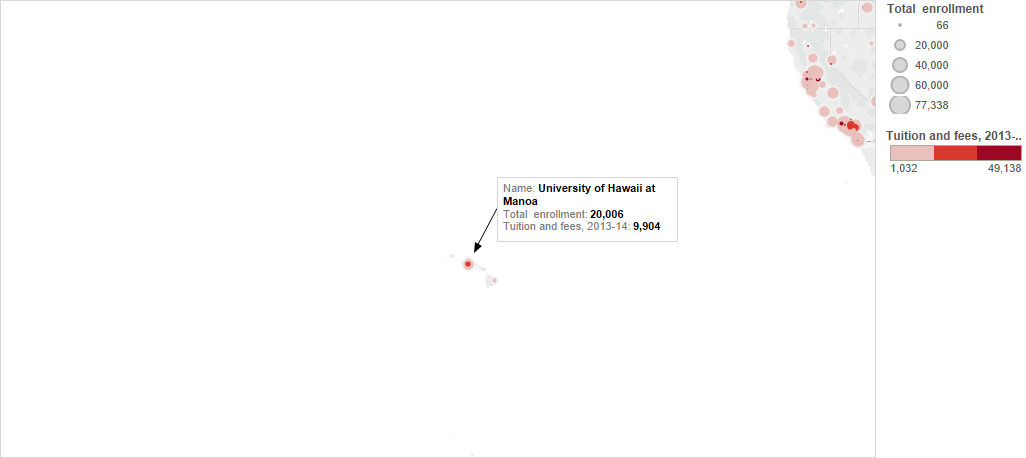 Total  enrollment
66
20,000
40,000
60,000
77,338
Tuition and fees, 2013-..
1,032 49,138
Name: University of Hawaii at
Manoa
Total  enrollment: 20,006
Tuition and fees, 2013-14: 9,904